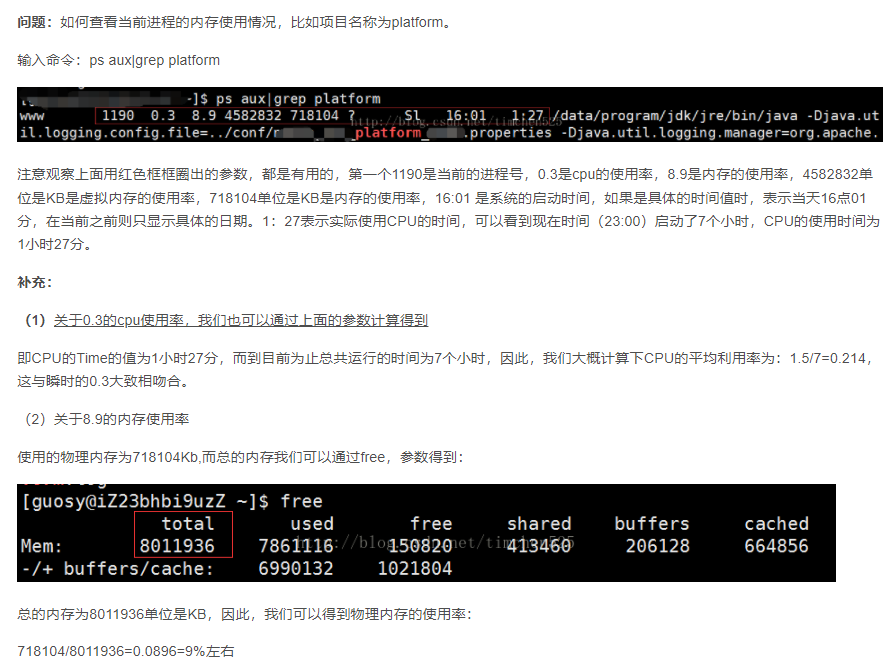 问题：如何查看当前进程的内存使用情况，比如项目名称为platform。
输入命令：ps aux|grep platform
~]$ ps aux|grep platform
www 1190 0.3 8.9 4582832 718104 ? Sl 16:01 1:27 /data/program/jdk/jre/bin/java -Djava.ut
il.logging.config.file=../conf/ platform .properties -Djava.util.logging.manager=org.apache.
http://blog.csdn.net/timchen525
注意观察上面用红色框框圈出的参数，都是有用的，第一个1190是当前的进程号，0.3是cpu的使用率，8.9是内存的使用率，4582832单
位是KB是虚拟内存的使用率，718104单位是KB是内存的使用率，16:01 是系统的启动时间，如果是具体的时间值时，表示当天16点01
分，在当前之前则只显示具体的日期。1：27表示实际使用CPU的时间，可以看到现在时间（23:00）启动了7个小时，CPU的使用时间为
1小时27分。
补充：
（1）关于0.3的cpu使用率，我们也可以通过上面的参数计算得到
即CPU的Time的值为1小时27分，而到目前为止总共运行的时间为7个小时，因此，我们大概计算下CPU的平均利用率为：1.5/7=0.214，
这与瞬时的0.3大致相吻合。
（2）关于8.9的内存使用率
使用的物理内存为718104Kb,而总的内存我们可以通过free，参数得到：
[guosy@iZ23bhbi9uzZ ~]$ free
total used free shared buffers cached
Mem: 8011936 7861116 150820 413460 206128 664856
-/+ buffers/cache: 6990132 1021804
http://blog.csdn.net/timchen525
总的内存为8011936单位是KB，因此，我们可以得到物理内存的使用率：
718104/8011936=0.0896=9%左右